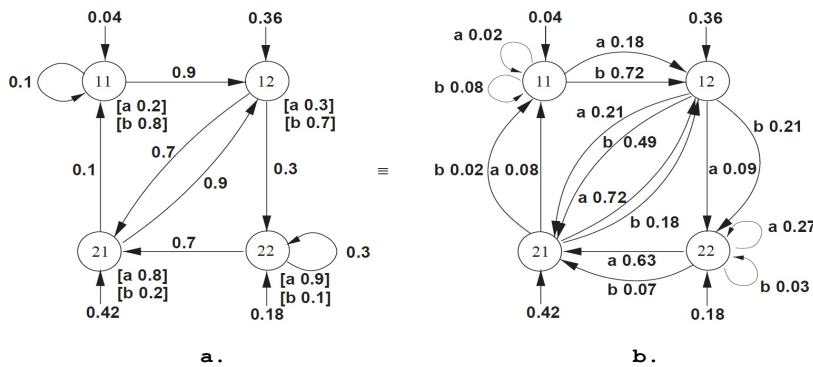 0.04
0.36
0.1
11
0.9
12
[a 0.2]
[b 0.8]
[a 0.3]
[b 0.7]
0.7
0.1
0.9
0.3
21
0.7
22
0.3
[a 0.8]
[b 0.2]
[a 0.9]
[b 0.1]
0.42
0.18
a.
≡
0.04
0.36
a 0.02
a 0.18
b 0.08
11
b 0.72
12
a 0.21
b 0.49
b 0.21
b 0.02
a 0.08
a 0.09
a 0.72
b 0.18
a 0.27
21
a 0.63
22
b 0.07
b 0.03
0.42
0.18
b.